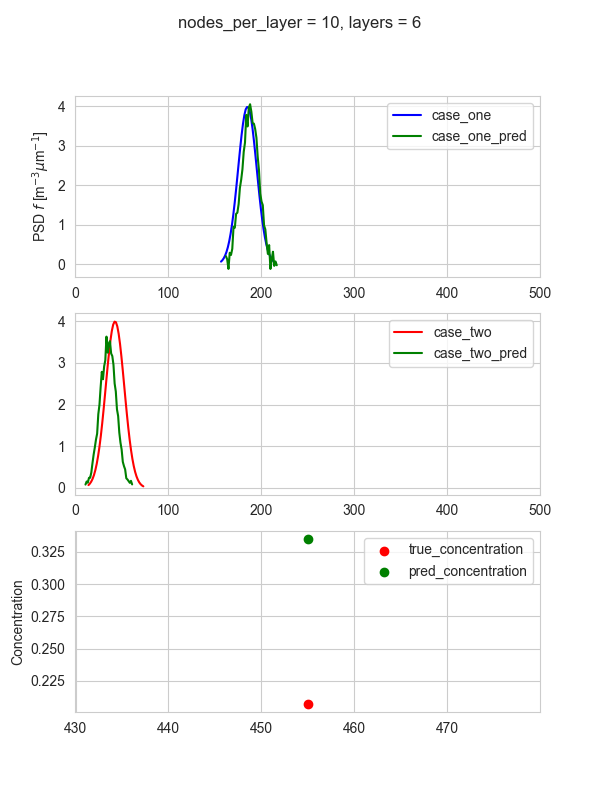 nodes_per_layer = 10, layers = 6
PSD f [m⁻³μm⁻¹]
4
3
2
1
0
case_one
case_one_pred
0 100 200 300 400 500
4
3
2
1
0
case_two
case_two_pred
0 100 200 300 400 500
Concentration
0.325
0.300
0.275
0.250
0.225
true_concentration
pred_concentration
430 440 450 460 470